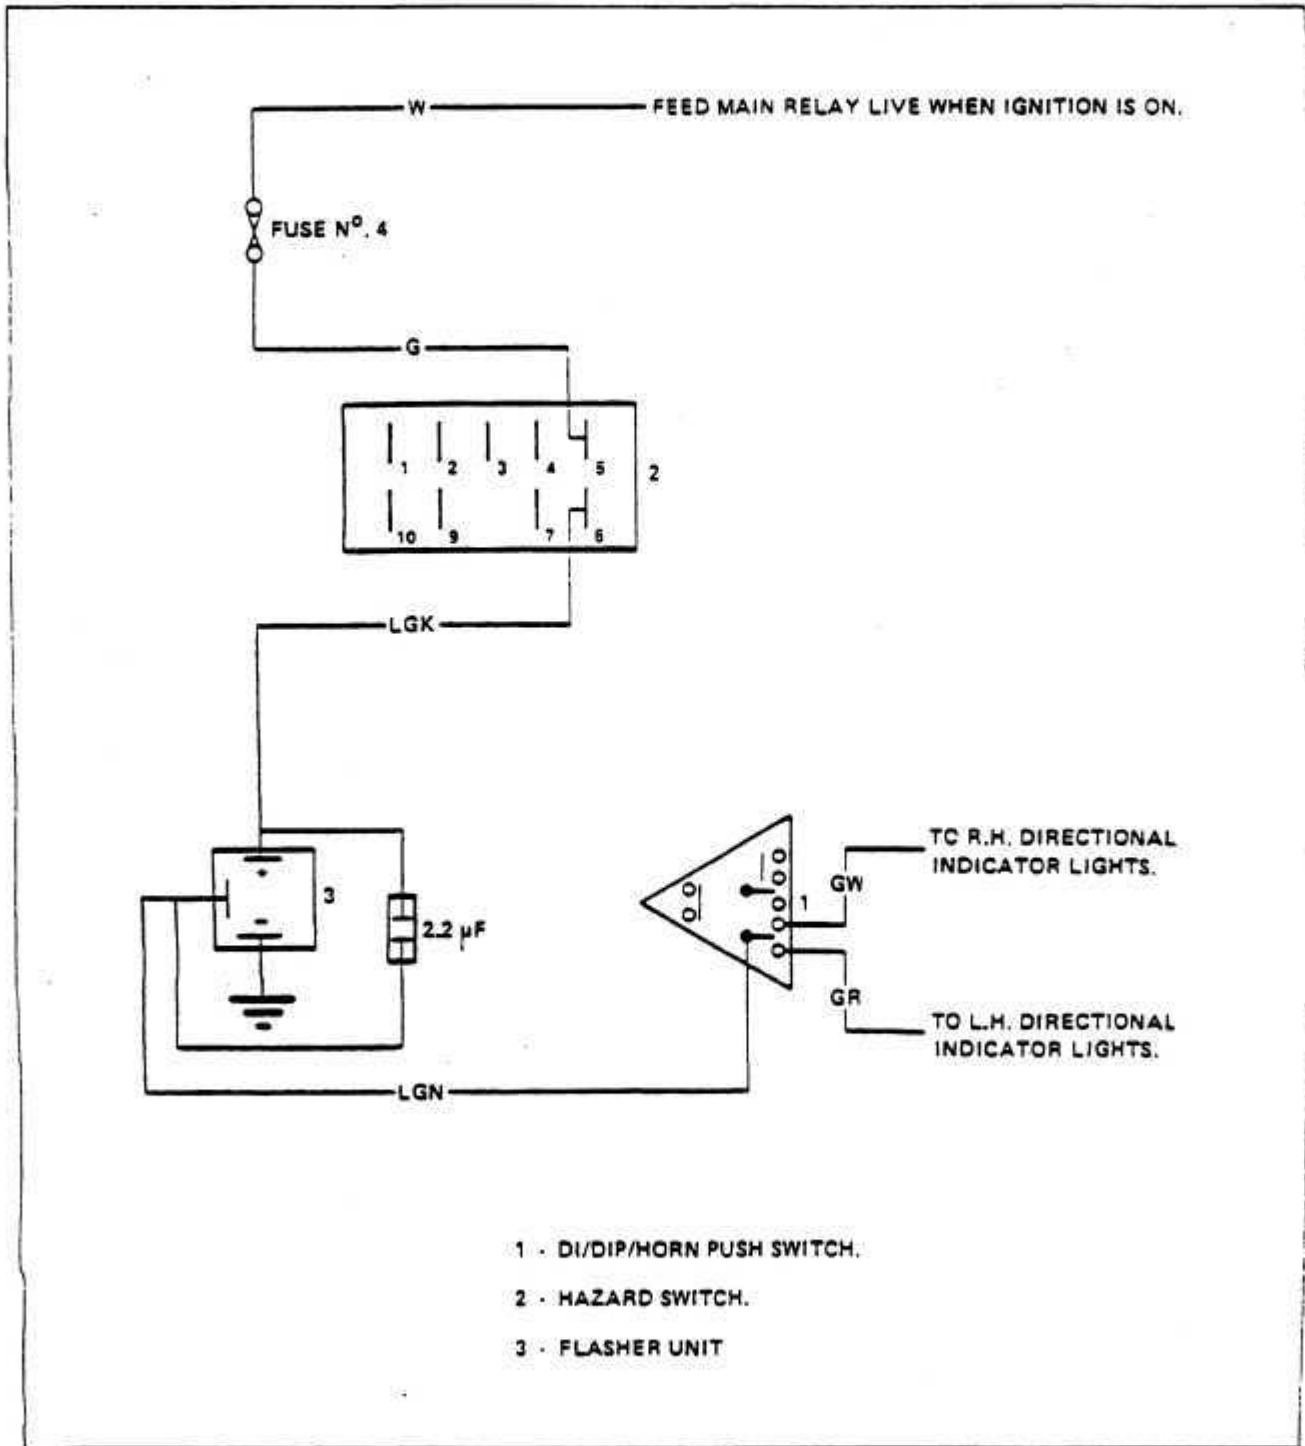 W
FEED MAIN RELAY LIVE WHEN IGNITION IS ON.
FUSE Nº. 4
G
1 2 3 4 5
2
10 9 7 6
LGK
+
3
-
2.2 µF
1
GW
TC R.H. DIRECTIONAL
INDICATOR LIGHTS.
GR
TO L.H. DIRECTIONAL
INDICATOR LIGHTS.
LGN
1 - DI/DIP/HORN PUSH SWITCH.
2 - HAZARD SWITCH.
3 - FLASHER UNIT